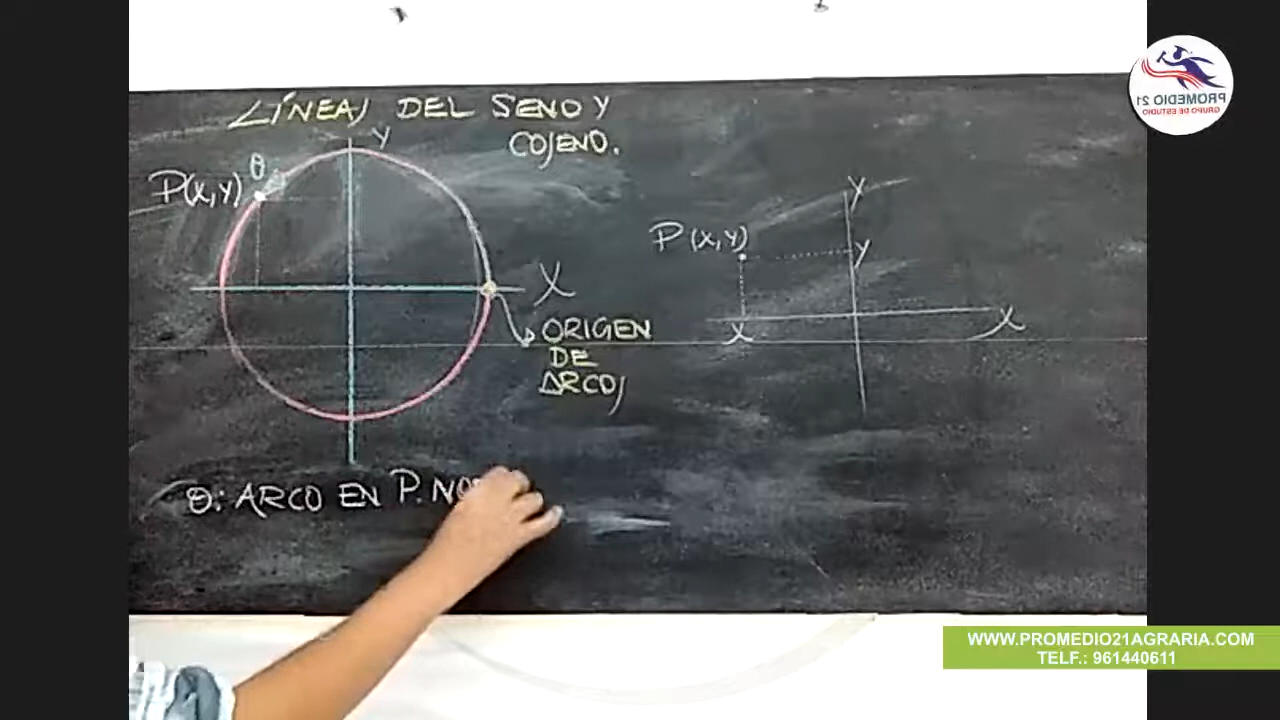 LÍNEAS DEL SENO Y
COSENO.
Y
θ
P(X,Y)
X
ORIGEN
DE
ARCOS
θ: ARCO EN P. NO
Y
P(X,Y)
Y
X
X
PROMEDIO 21
GRUPO DE ESTUDIO
WWW.PROMEDIO21AGRARIA.COM
TELF.: 961440611